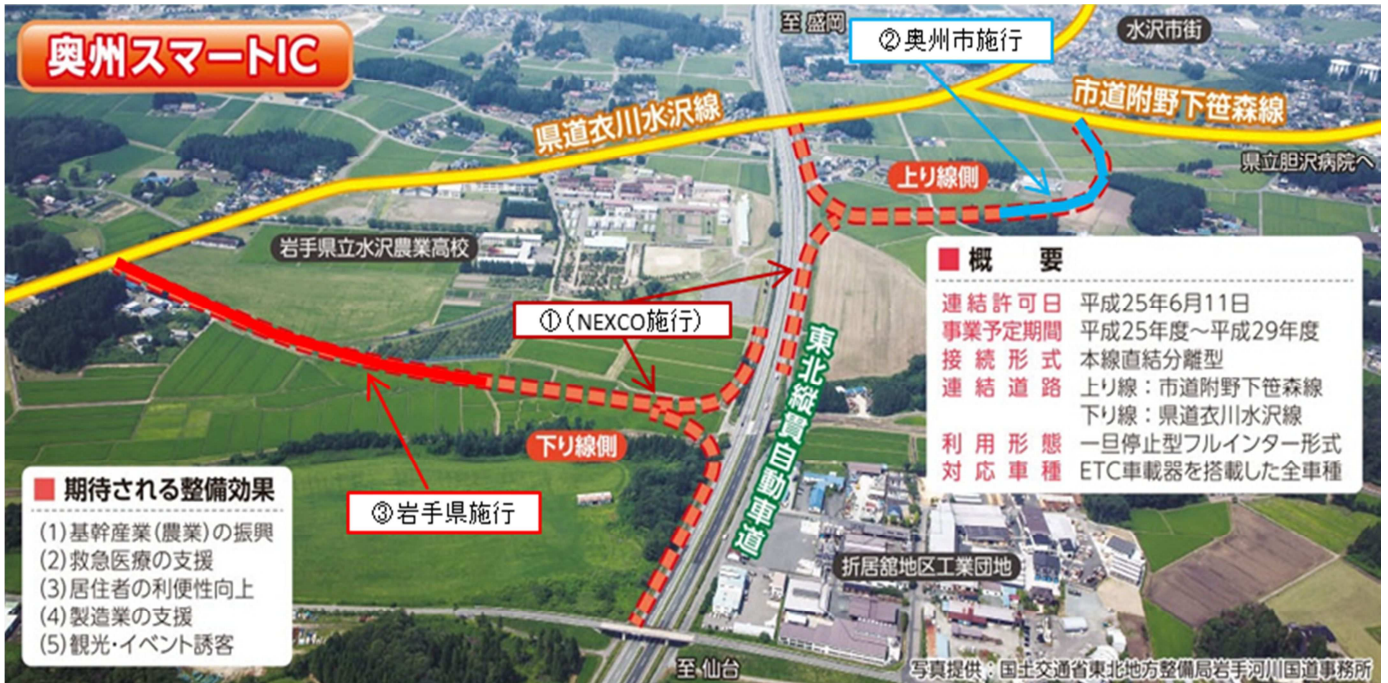 奥州スマートIC
至 盛岡
②奥州市施行
水沢市街
県道衣川水沢線
市道附野下笹森線
県立胆沢病院へ
上り線側
岩手県立水沢農業高校
①(NEXCO施行)
東北縦貫自動車道
下り線側
③岩手県施行
■ 概 要
連結許可日 平成25年6月11日
事業予定期間 平成25年度～平成29年度
接続形式 本線直結分離型
連結道路 上り線：市道附野下笹森線
下り線：県道衣川水沢線
利用形態 一旦停止型フルインター形式
対応車種 ETC車載器を搭載した全車種
■ 期待される整備効果
(1)基幹産業(農業)の振興
(2)救急医療の支援
(3)居住者の利便性向上
(4)製造業の支援
(5)観光・イベント誘客
折居舘地区工業団地
至 仙台
写真提供：国土交通省東北地方整備局岩手河川国道事務所